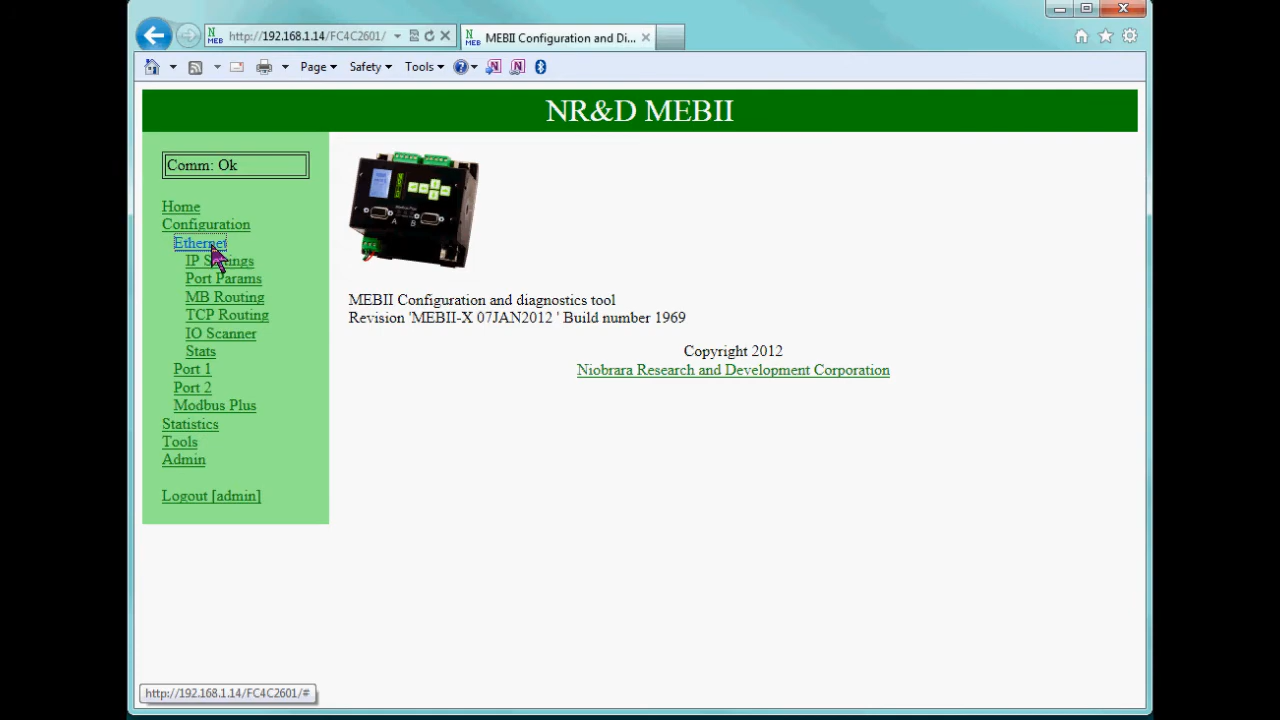 http://192.168.1.14/FC4C2601/
MEBII Configuration and Di...
Page
Safety
Tools
NR&D MEBII
Comm: Ok
Home
Configuration
Ethernet
IP Settings
Port Params
MB Routing
TCP Routing
IO Scanner
Stats
Port 1
Port 2
Modbus Plus
Statistics
Tools
Admin
Logout [admin]
A
B
MEBII Configuration and diagnostics tool
Revision 'MEBII-X 07JAN2012 ' Build number 1969
Copyright 2012
Niobrara Research and Development Corporation
http://192.168.1.14/FC4C2601/#